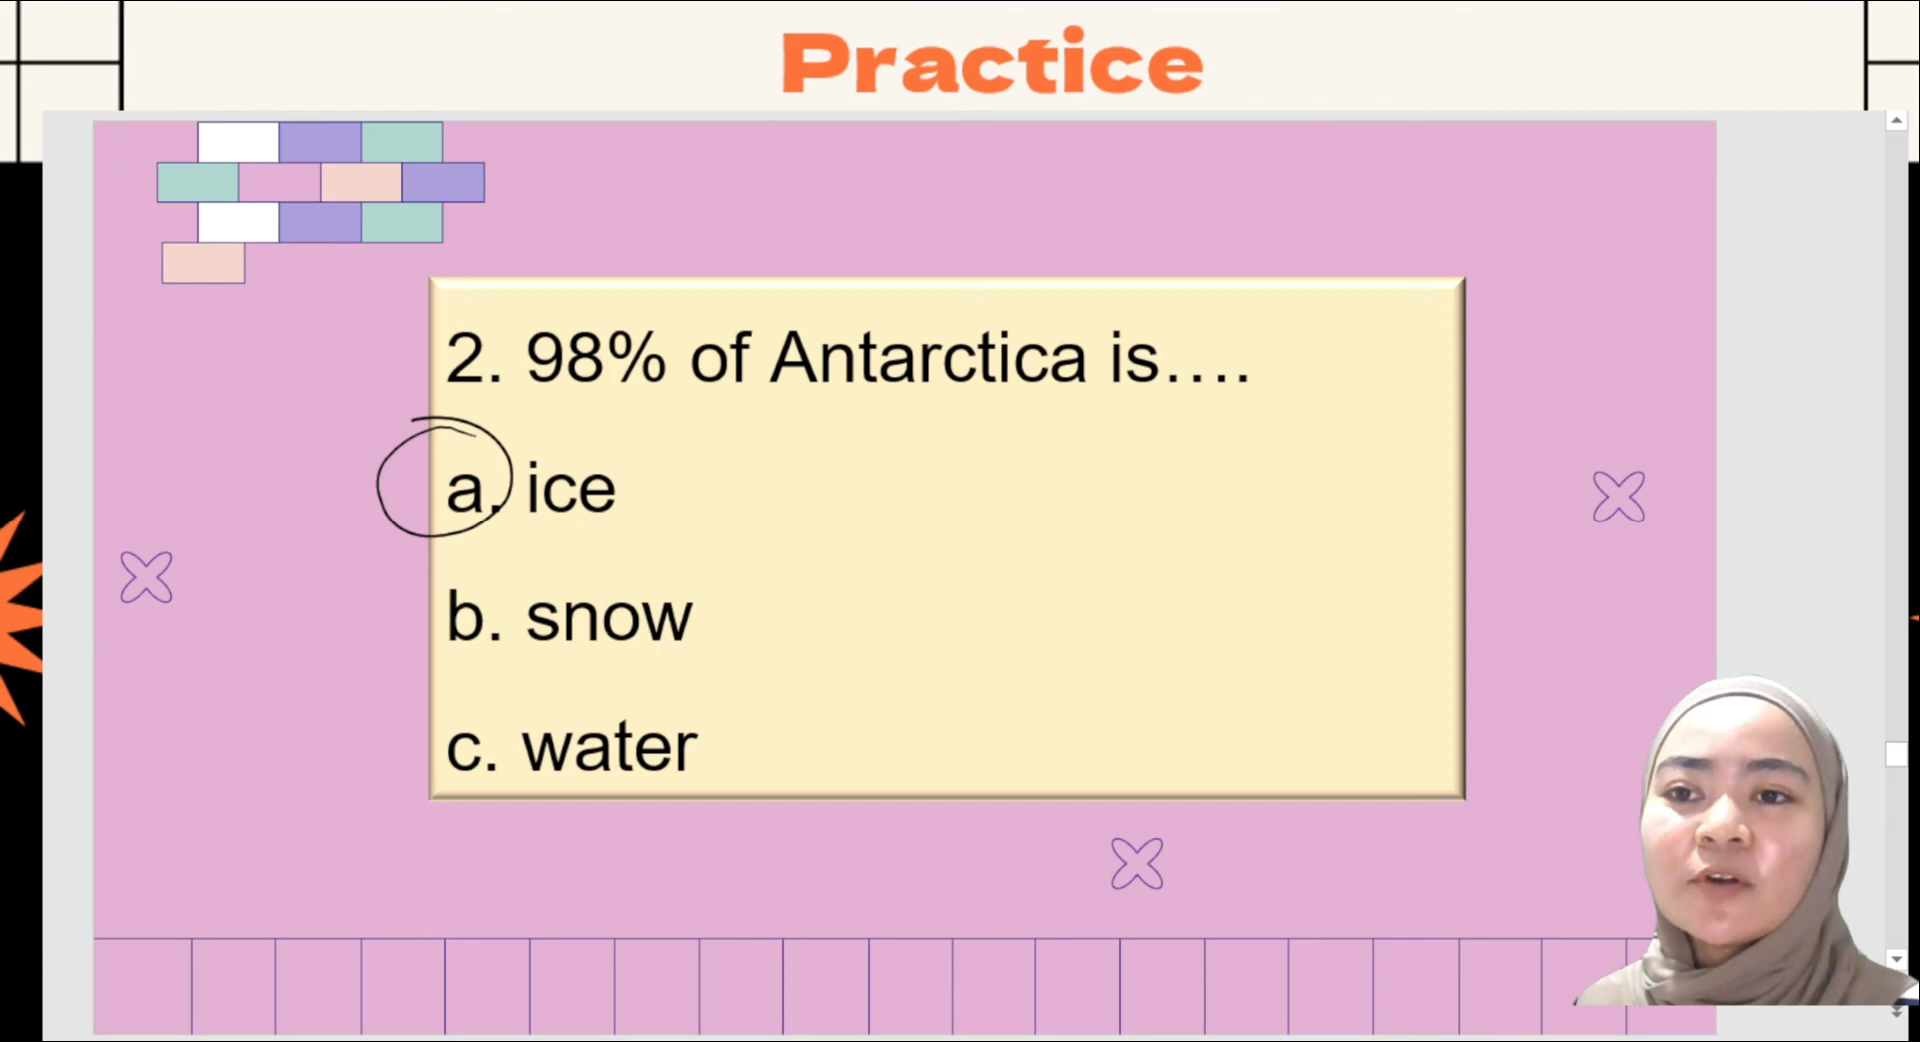 Practice
2. 98% of Antarctica is….
a. ice
b. snow
c. water